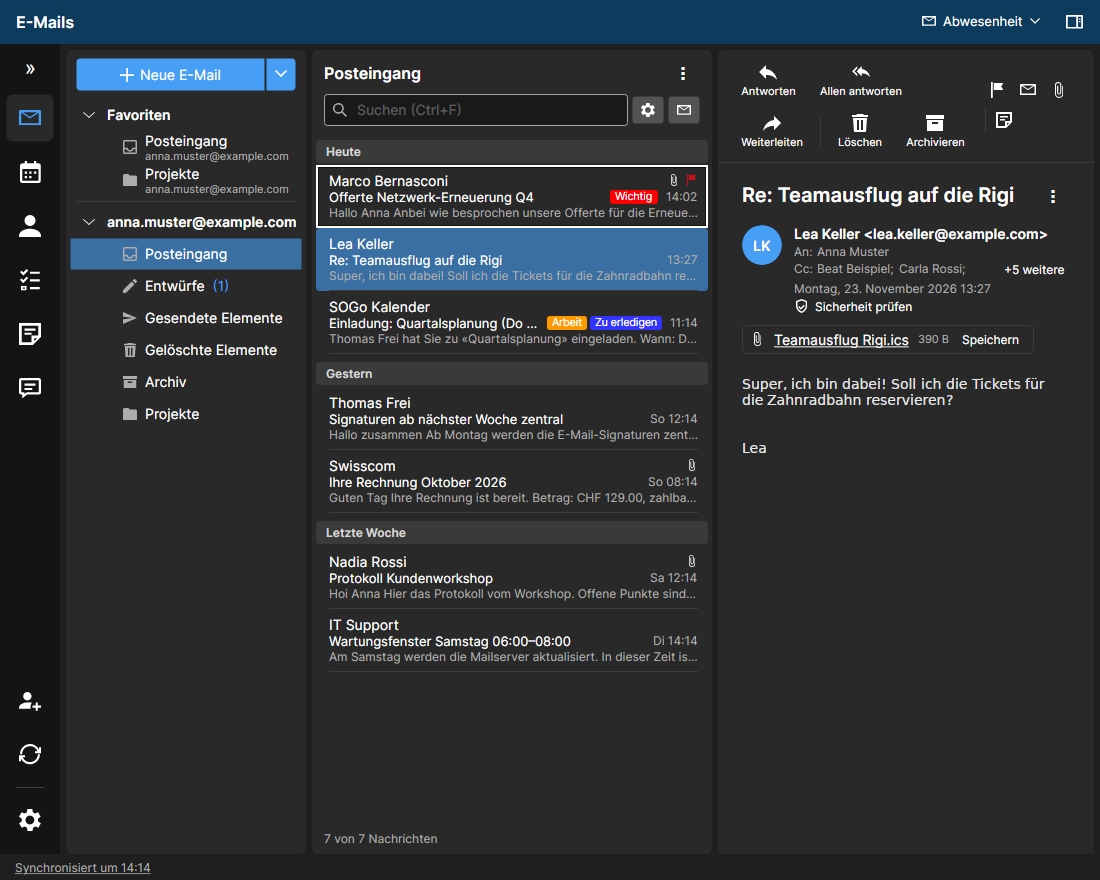 E-Mails
Abwesenheit
Neue E-Mail
Favoriten
Posteingang
anna.muster@example.com
Projekte
anna.muster@example.com
anna.muster@example.com
Posteingang
Entwürfe (1)
Gesendete Elemente
Gelöschte Elemente
Archiv
Projekte
Posteingang
Suchen (Ctrl+F)
Heute
Marco Bernasconi
Offerte Netzwerk-Erneuerung Q4 Wichtig 14:02
Hallo Anna Anbei wie besprochen unsere Offerte für die Erneue...
Lea Keller
Re: Teamausflug auf die Rigi 13:27
Super, ich bin dabei! Soll ich die Tickets für die Zahnradbahn re...
SOGo Kalender
Einladung: Quartalsplanung (Do ... Arbeit Zu erledigen 11:14
Thomas Frei hat Sie zu «Quartalsplanung» eingeladen. Wann: D...
Gestern
Thomas Frei
Signaturen ab nächster Woche zentral So 12:14
Hallo zusammen Ab Montag werden die E-Mail-Signaturen zent...
Swisscom
Ihre Rechnung Oktober 2026 So 08:14
Guten Tag Ihre Rechnung ist bereit. Betrag: CHF 129.00, zahlba...
Letzte Woche
Nadia Rossi
Protokoll Kundenworkshop Sa 12:14
Hoi Anna Hier das Protokoll vom Workshop. Offene Punkte sind...
IT Support
Wartungsfenster Samstag 06:00–08:00 Di 14:14
Am Samstag werden die Mailserver aktualisiert. In dieser Zeit is...
7 von 7 Nachrichten
Antworten Allen antworten
Weiterleiten Löschen Archivieren
Re: Teamausflug auf die Rigi
LK
Lea Keller <lea.keller@example.com>
An: Anna Muster
Cc: Beat Beispiel; Carla Rossi; +5 weitere
Montag, 23. November 2026 13:27
Sicherheit prüfen
Teamausflug Rigi.ics 390 B Speichern
Super, ich bin dabei! Soll ich die Tickets für
die Zahnradbahn reservieren?
Lea
Synchronisiert um 14:14